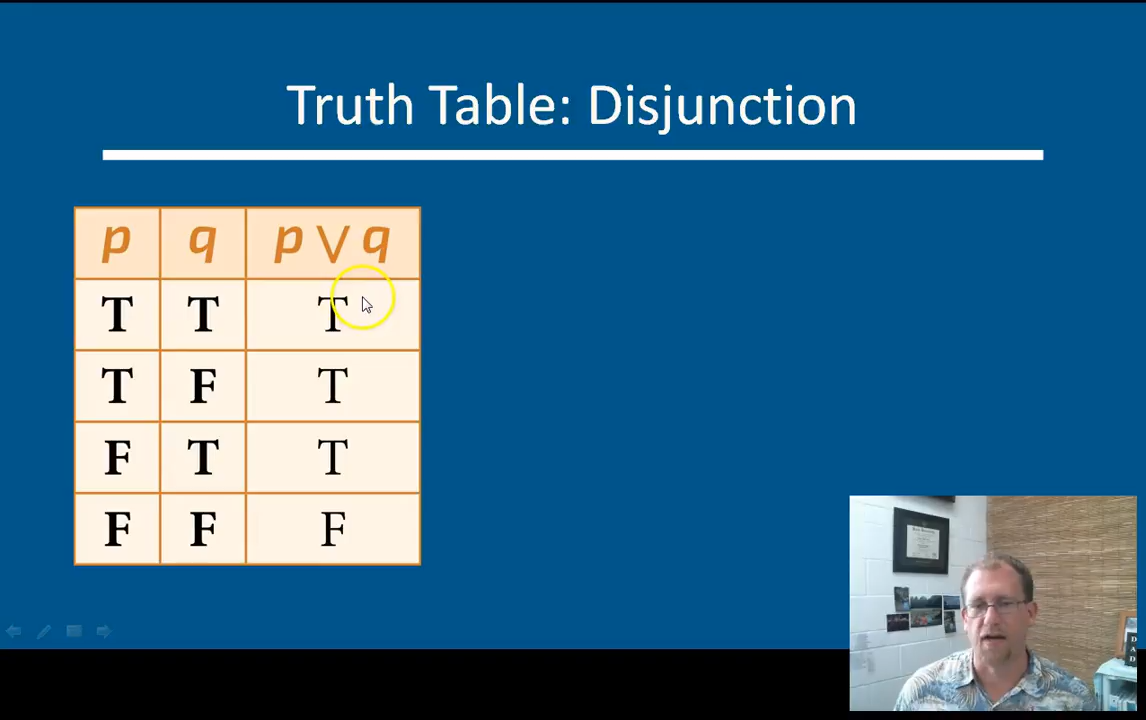 Truth Table: Disjunction
p q p ∨ q
T T T
T F T
F T T
F F F
D
A
D